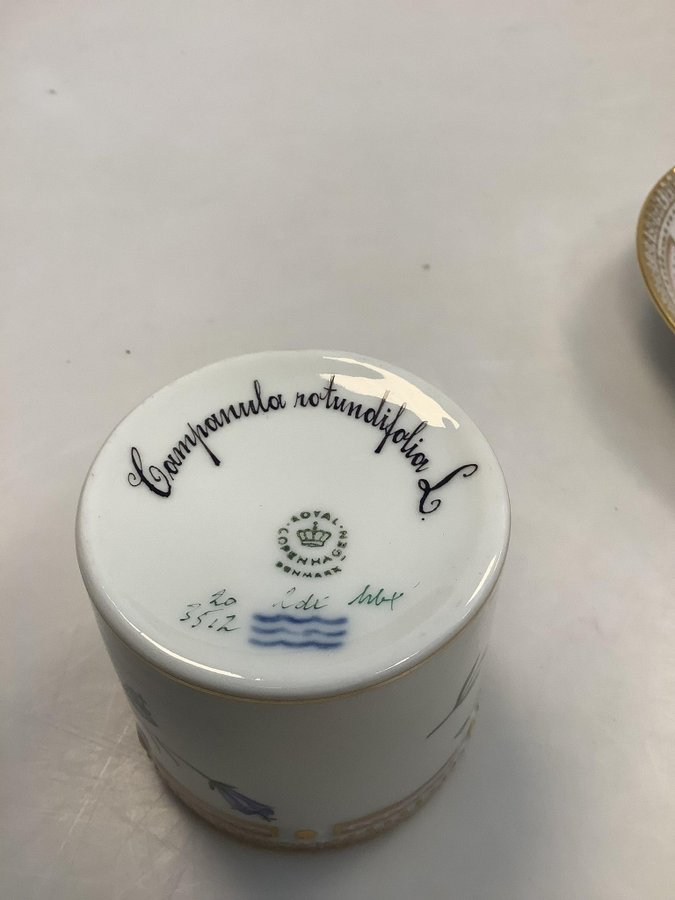 Campanula rotundifolia L.
ROYAL
COPENHAGEN
DENMARK
20
3512